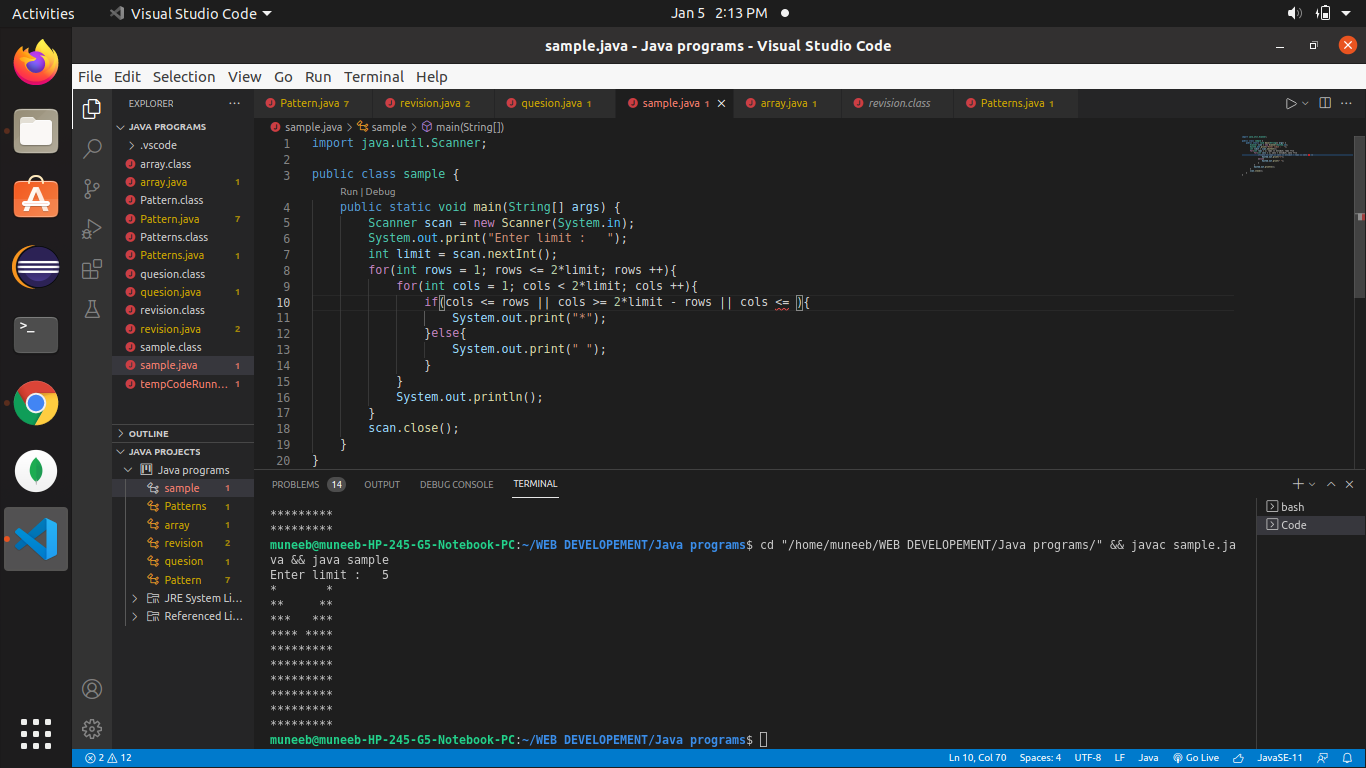 Activities Visual Studio Code Jan 5 2:13 PM
sample.java - Java programs - Visual Studio Code
File Edit Selection View Go Run Terminal Help
EXPLORER ···
Pattern.java 7 revision.java 2 quesion.java 1 sample.java 1 array.java 1 revision.class Patterns.java 1
sample.java > sample > main(String[])
JAVA PROGRAMS
.vscode
array.class
array.java 1
Pattern.class
Pattern.java 7
Patterns.class
Patterns.java 1
quesion.class
quesion.java 1
revision.class
revision.java 2
sample.class
sample.java 1
tempCodeRunn... 1
OUTLINE
JAVA PROJECTS
Java programs
sample 1
Patterns 1
array 1
revision 2
quesion 1
Pattern 7
JRE System Li...
Referenced Li...
1 import java.util.Scanner;
2
3 public class sample {
Run | Debug
4 public static void main(String[] args) {
5 Scanner scan = new Scanner(System.in);
6 System.out.print("Enter limit :   ");
7 int limit = scan.nextInt();
8 for(int rows = 1; rows <= 2*limit; rows ++){
9 for(int cols = 1; cols < 2*limit; cols ++){
10 if(cols <= rows || cols >= 2*limit - rows || cols <= ){
11 System.out.print("*");
12 }else{
13 System.out.print(" ");
14 }
15 }
16 System.out.println();
17 }
18 scan.close();
19 }
20 }
PROBLEMS 14 OUTPUT DEBUG CONSOLE TERMINAL
bash
Code
*********
*********
muneeb@muneeb-HP-245-G5-Notebook-PC:~/WEB DEVELOPEMENT/Java programs$ cd "/home/muneeb/WEB DEVELOPEMENT/Java programs/" && javac sample.ja
va && java sample
Enter limit :   5
*       *
**     **
***   ***
**** ****
*********
*********
*********
*********
*********
*********
muneeb@muneeb-HP-245-G5-Notebook-PC:~/WEB DEVELOPEMENT/Java programs$
2 12 Ln 10, Col 70 Spaces: 4 UTF-8 LF Java Go Live JavaSE-11